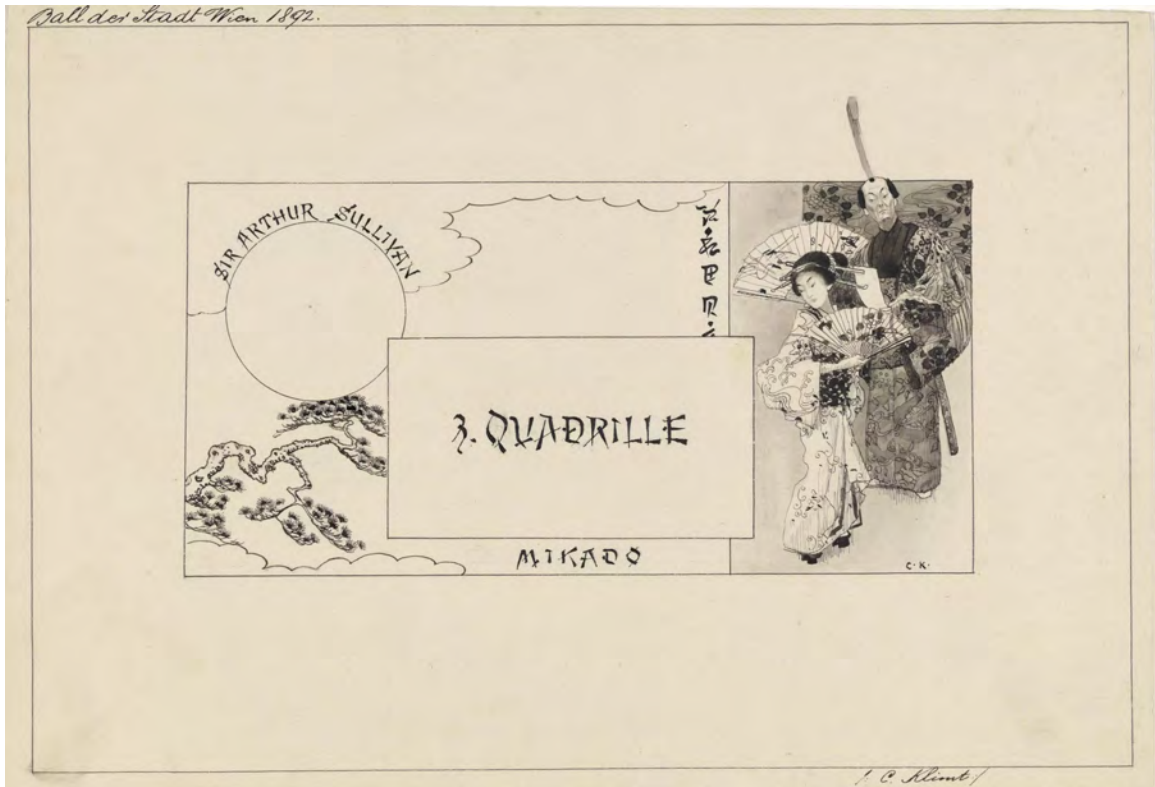 Ball der Stadt Wien 1892.
SIR ARTHUR SULLIVAN
3. QUADRILLE
MIKADO
C. K.
/: C. Klimt :/